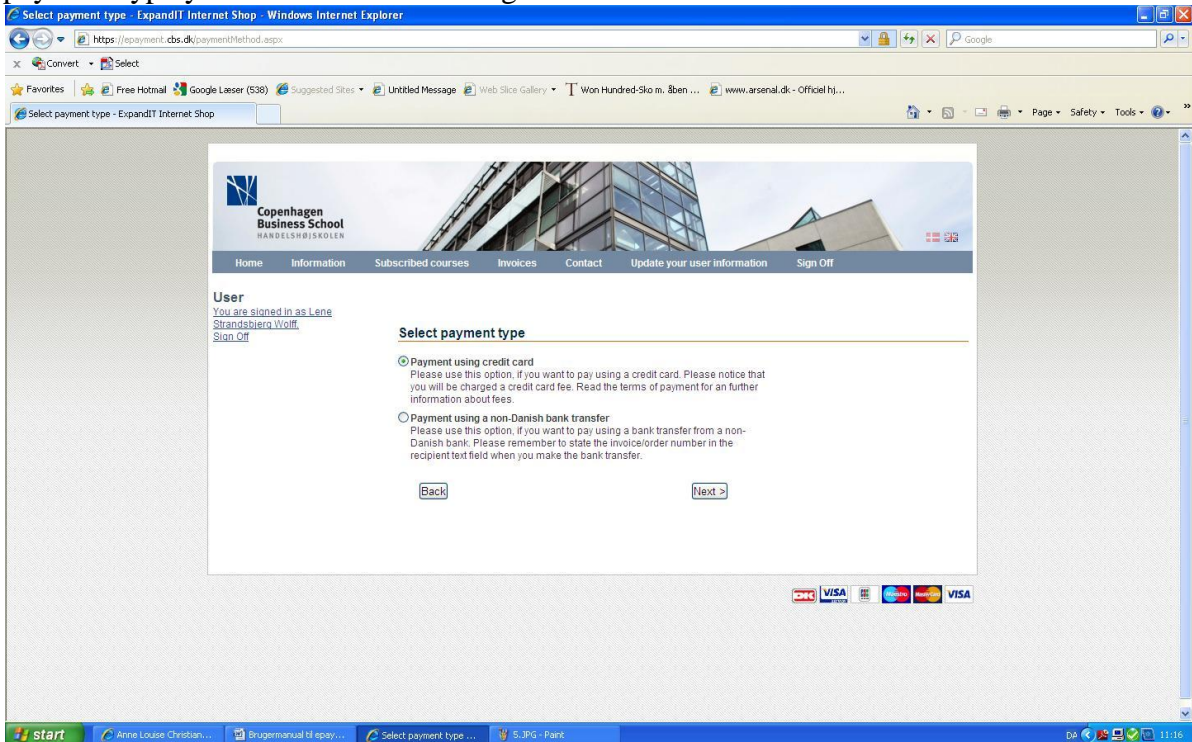 Select payment type - ExpandIT Internet Shop - Windows Internet Explorer
https://epayment.cbs.dk/paymentMethod.aspx
Google
x Convert Select
Favorites Free Hotmail Google Læser (538) Suggested Sites Untitled Message Web Slice Gallery Won Hundred-Sko m. åben ... www.arsenal.dk - Officiel hj...
Select payment type - ExpandIT Internet Shop
Page Safety Tools »
Copenhagen
Business School
HANDELSHØJSKOLEN
Home Information Subscribed courses Invoices Contact Update your user information Sign Off
User
You are signed in as Lene
Strandsbjerg Wolff.
Sign Off
Select payment type
Payment using credit card
Please use this option, if you want to pay using a credit card. Please notice that
you will be charged a credit card fee. Read the terms of payment for an further
information about fees.
Payment using a non-Danish bank transfer
Please use this option, if you want to pay using a bank transfer from a non-
Danish bank. Please remember to state the invoice/order number in the
recipient text field when you make the bank transfer.
Back Next >
VISA Maestro MasterCard VISA
start Anne Louise Christian... Brugermanual til epay... Select payment type ... 5.JPG - Paint DA 11:16